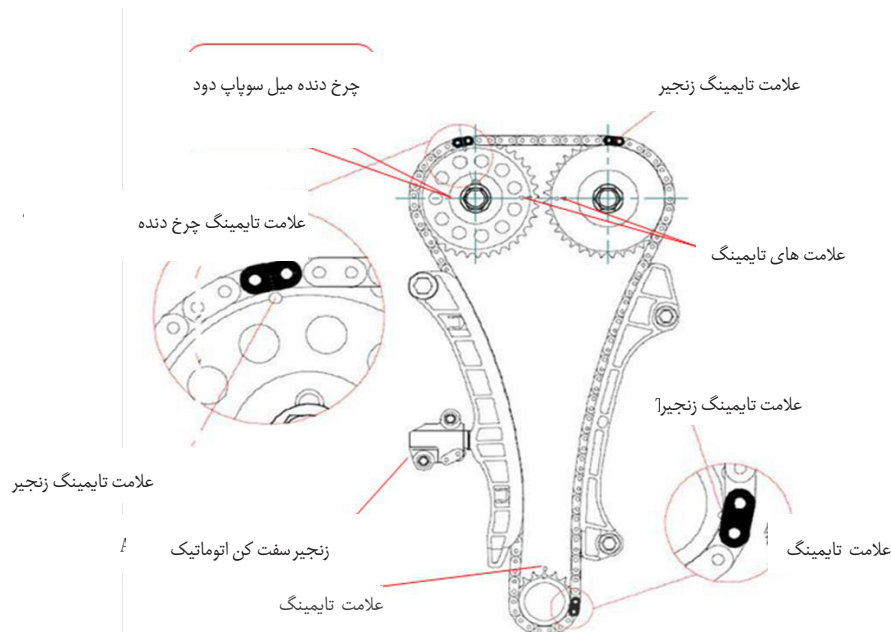 چرخ دنده میل سوپاپ دود
علامت تایمینگ زنجیر
علامت تایمینگ چرخ دنده
علامت های تایمینگ
علامت تایمینگ زنجیر
علامت تایمینگ زنجیر
زنجیر سفت کن اتوماتیک
علامت تایمینگ
علامت تایمینگ